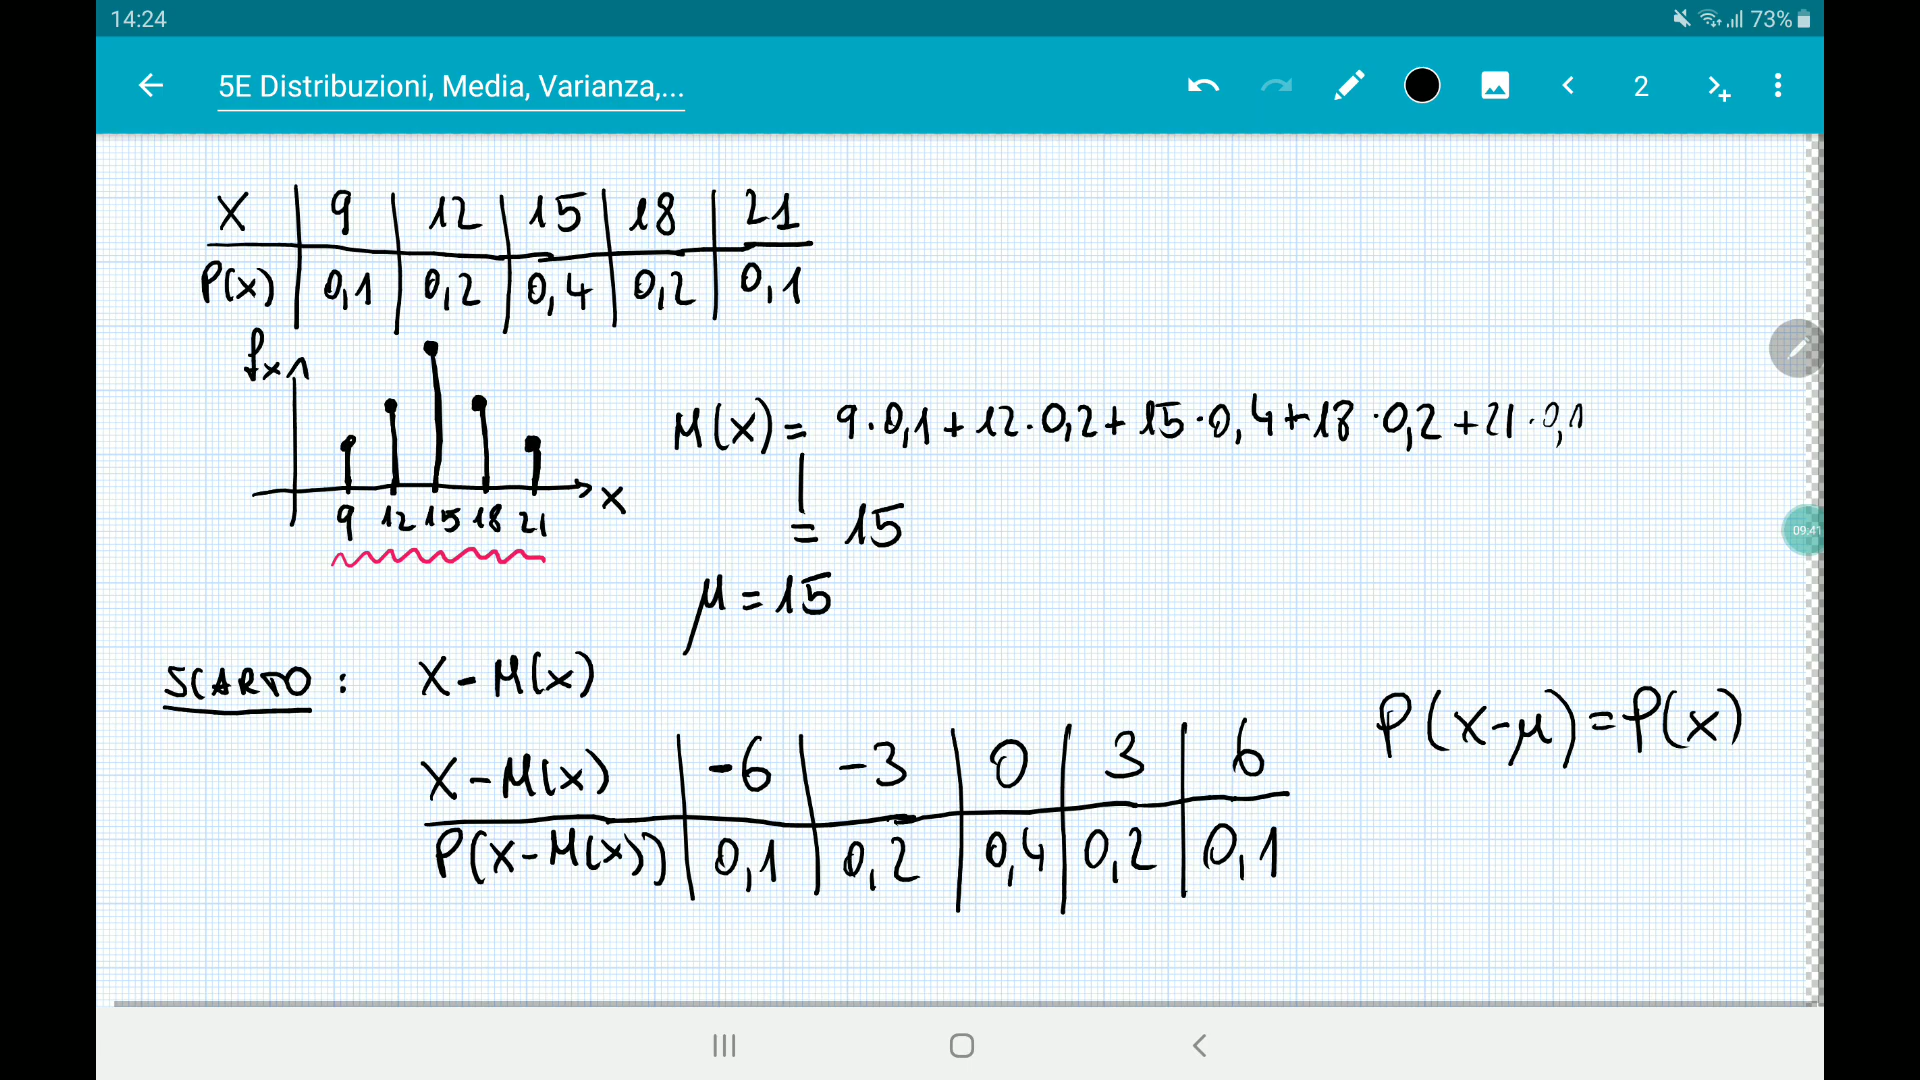 14:24
73%
5E Distribuzioni, Media, Varianza,...
2
X | 9 | 12 | 15 | 18 | 21
P(x) | 0,1 | 0,2 | 0,4 | 0,2 | 0,1
fx
M(X) = 9·0,1+12·0,2+15·0,4+18·0,2+21·0,1
x
9 12 15 18 21
= 15
09:41
μ = 15
SCARTO : X-M(x)
P(x-μ)=P(x)
X-M(x) | -6 | -3 | 0 | 3 | 6
P(X-M(x)) | 0,1 | 0,2 | 0,4 | 0,2 | 0,1